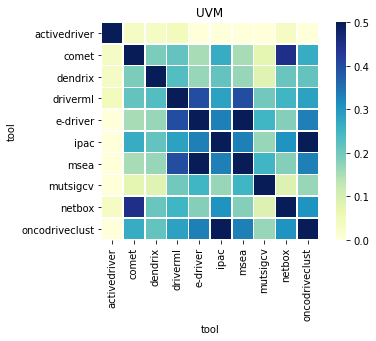 UVM
activedriver
comet
dendrix
driverml
e-driver
ipac
msea
mutsigcv
netbox
oncodriveclust
tool
activedriver
comet
dendrix
driverml
e-driver
ipac
msea
mutsigcv
netbox
oncodriveclust
tool
0.5
0.4
0.3
0.2
0.1
0.0